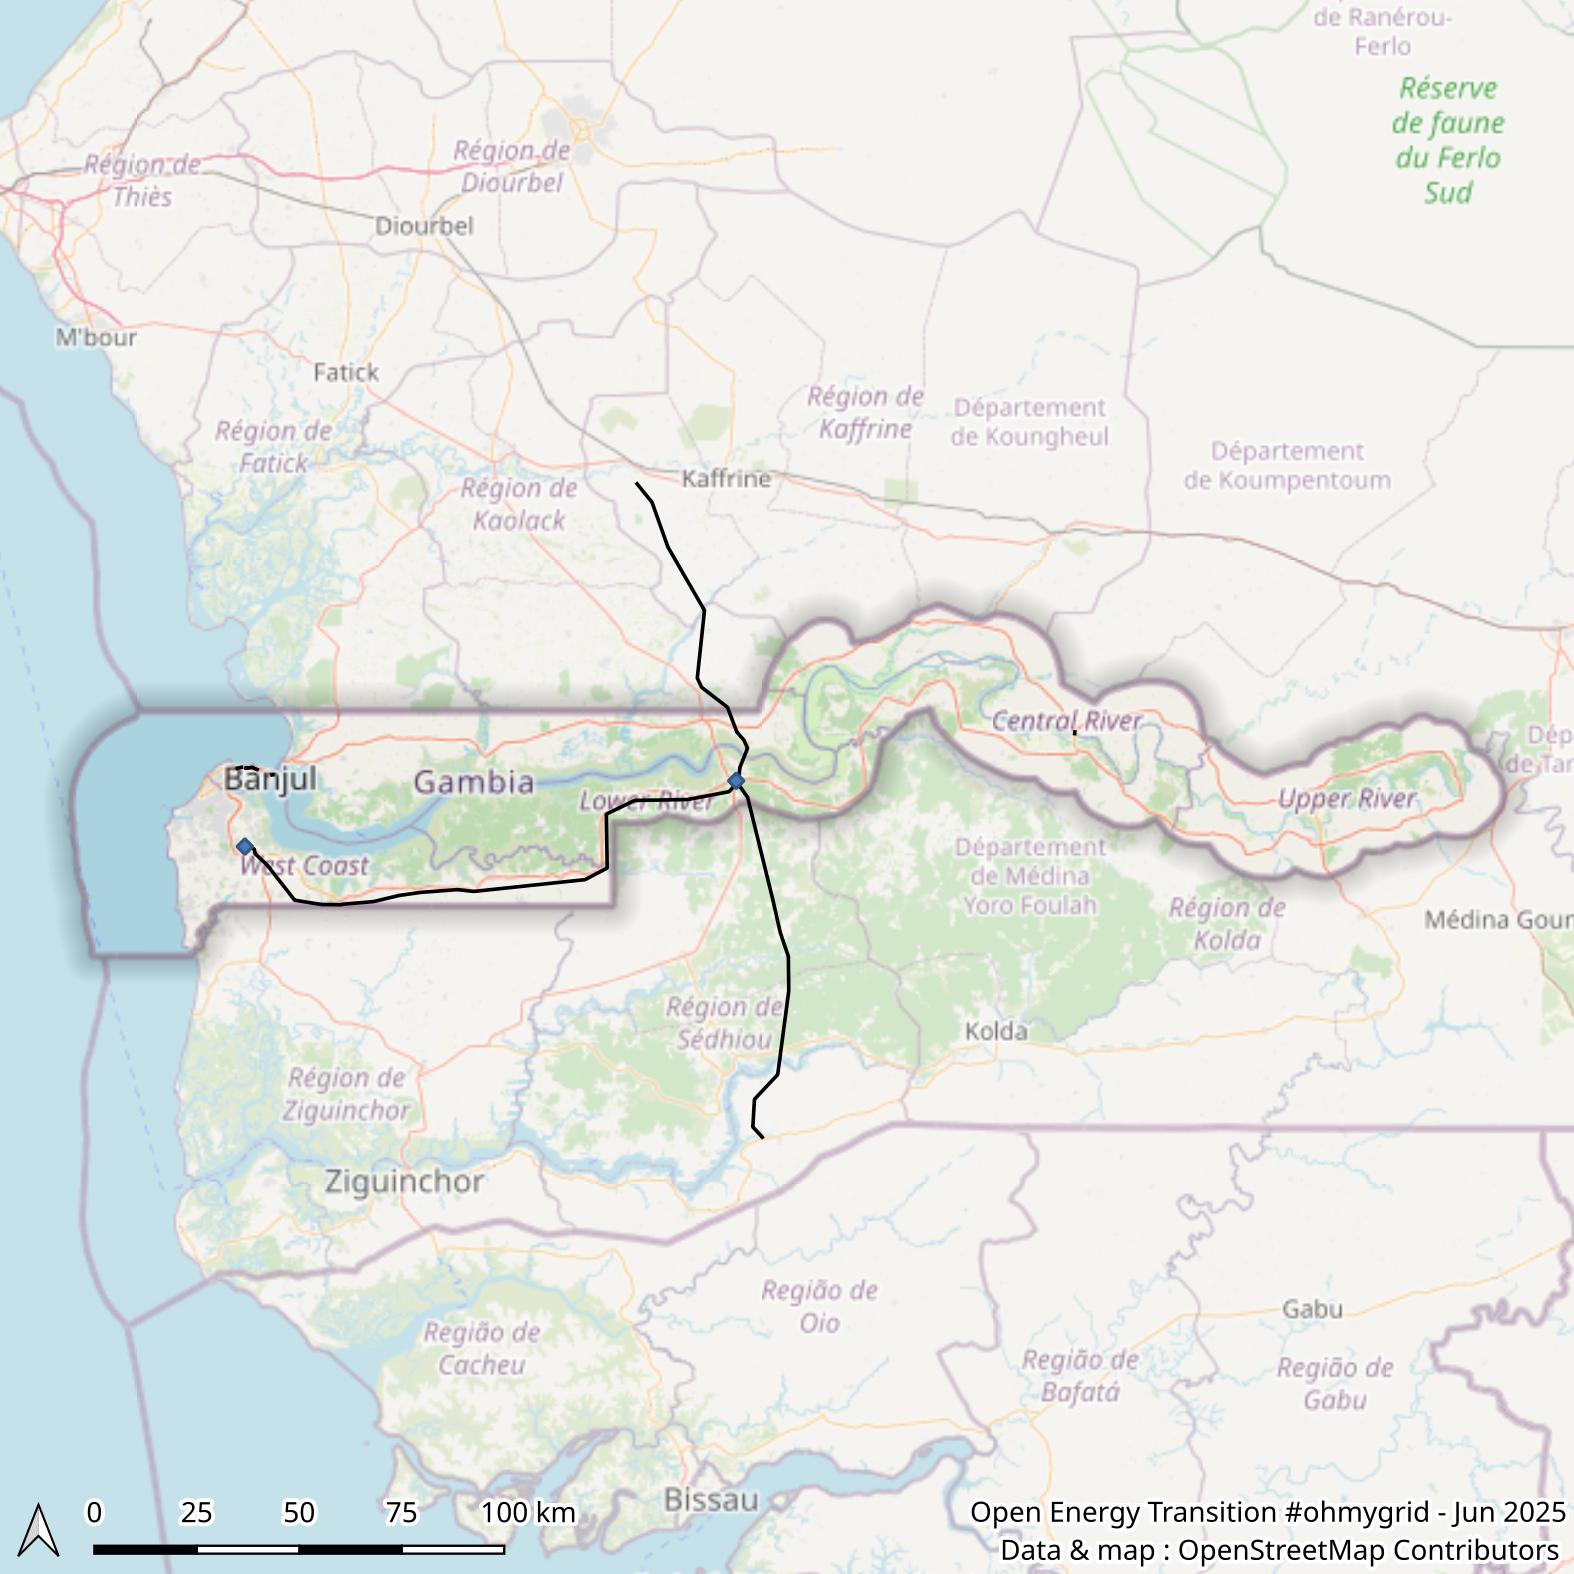 de Ranérou-
Ferlo
Réserve
de faune
du Ferlo
Sud
Région de
Thiès
Région de
Diourbel
Diourbel
M'bour
Fatick
Région de
Fatick
Région de
Kaffrine
Département
de Koungheul
Département
de Koumpentoum
Kaffrine
Région de
Kaolack
Central River
Dép
de Tar
Banjul
Gambia
Lower River
Upper River
West Coast
Département
de Médina
Yoro Foulah
Région de
Kolda
Médina Gour
Région de
Sédhiou
Kolda
Région de
Ziguinchor
Ziguinchor
Região de
Oio
Gabu
Região de
Cacheu
Região de
Bafatá
Região de
Gabu
Bissau
0 25 50 75 100 km
Open Energy Transition #ohmygrid - Jun 2025
Data & map : OpenStreetMap Contributors